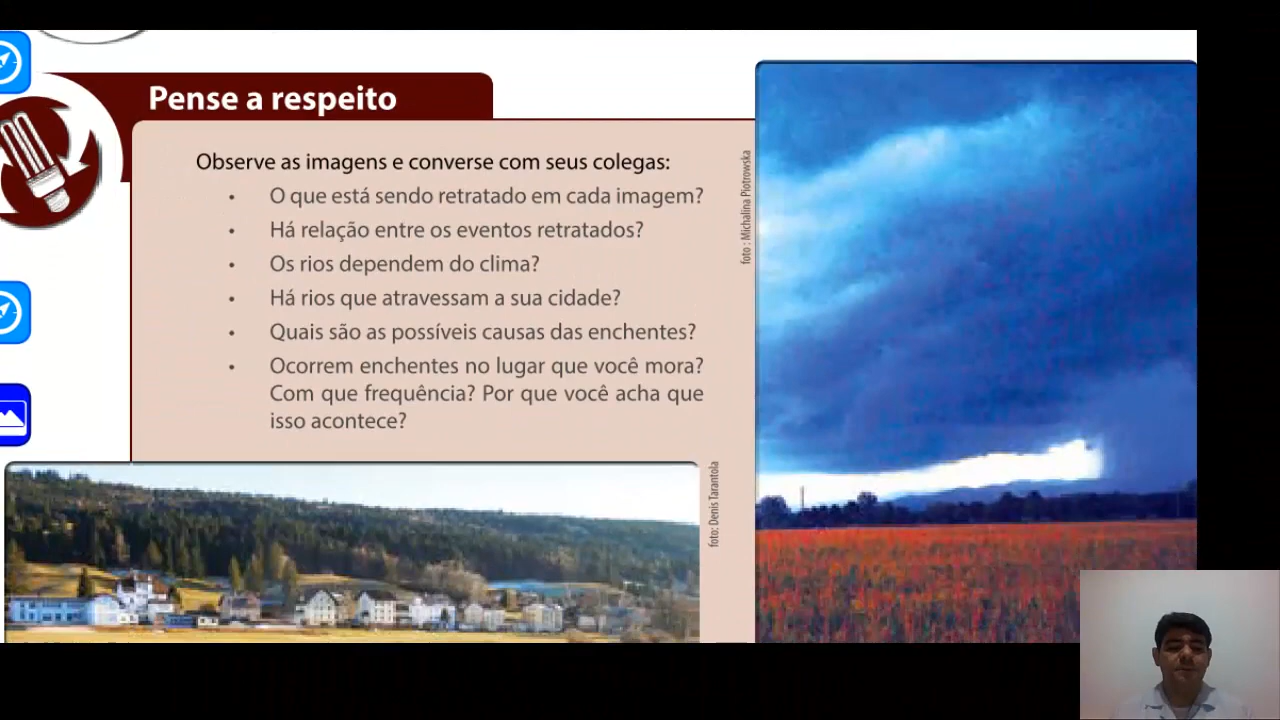 Pense a respeito
Observe as imagens e converse com seus colegas:
• O que está sendo retratado em cada imagem?
• Há relação entre os eventos retratados?
• Os rios dependem do clima?
• Há rios que atravessam a sua cidade?
• Quais são as possíveis causas das enchentes?
• Ocorrem enchentes no lugar que você mora?
Com que frequência? Por que você acha que
isso acontece?
foto : Michalina Piotrowska
foto: Denis Tarantola